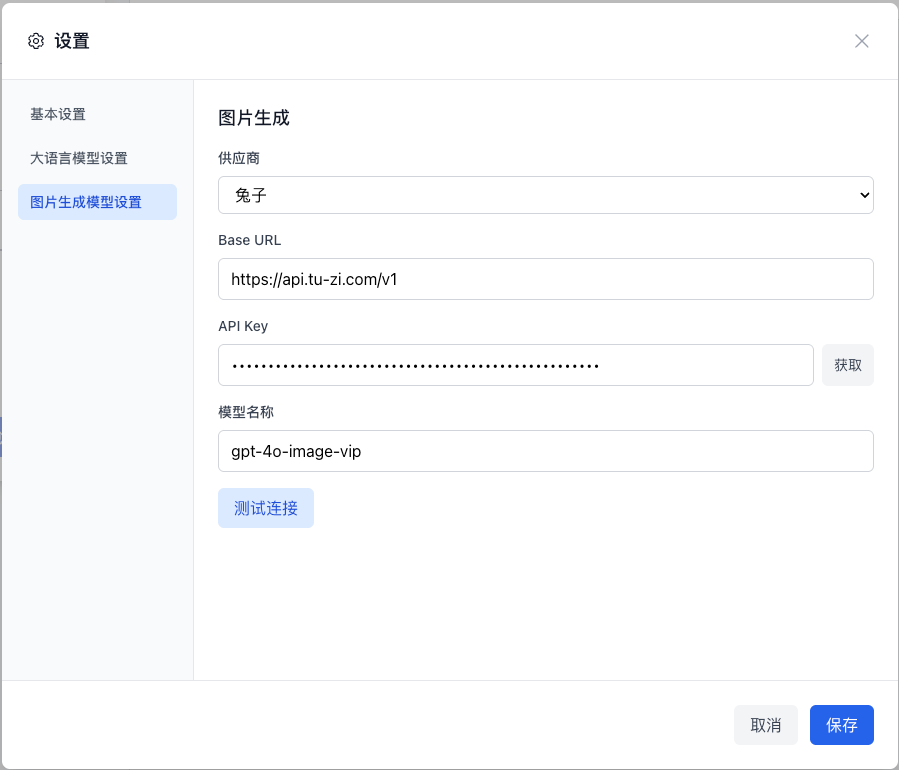 设置
基本设置
大语言模型设置
图片生成模型设置
图片生成
供应商
兔子
Base URL
https://api.tu-zi.com/v1
API Key
••••••••••••••••••••••••••••••••••••••••••••••••••• 获取
模型名称
gpt-4o-image-vip
测试连接
取消 保存